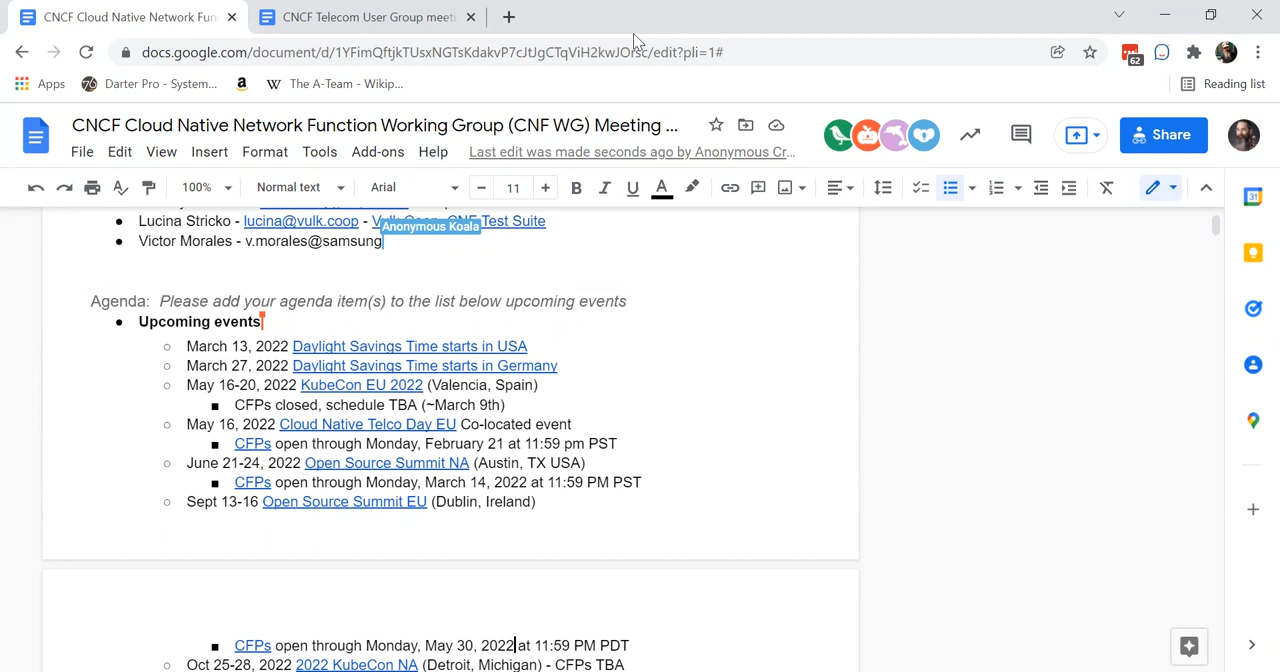 CNCF Cloud Native Network Fun
CNCF Telecom User Group meeti
docs.google.com/document/d/1YFimQftjkTUsxNGTsKdakvP7cJtJgCTqViH2kwJOrsc/edit?pli=1#
62
Apps
Darter Pro - System...
The A-Team - Wikip...
Reading list
CNCF Cloud Native Network Function Working Group (CNF WG) Meeting ...
Share
File Edit View Insert Format Tools Add-ons Help Last edit was made seconds ago by Anonymous Cr...
100% Normal text Arial 11
31
Lucina Stricko - lucina@vulk.coop - Vulk Coop, CNF Test Suite
Anonymous Koala
Victor Morales - v.morales@samsung
Agenda: Please add your agenda item(s) to the list below upcoming events
Upcoming events
March 13, 2022 Daylight Savings Time starts in USA
March 27, 2022 Daylight Savings Time starts in Germany
May 16-20, 2022 KubeCon EU 2022 (Valencia, Spain)
CFPs closed, schedule TBA (~March 9th)
May 16, 2022 Cloud Native Telco Day EU Co-located event
CFPs open through Monday, February 21 at 11:59 pm PST
June 21-24, 2022 Open Source Summit NA (Austin, TX USA)
CFPs open through Monday, March 14, 2022 at 11:59 PM PST
Sept 13-16 Open Source Summit EU (Dublin, Ireland)
CFPs open through Monday, May 30, 2022 at 11:59 PM PDT
Oct 25-28, 2022 2022 KubeCon NA (Detroit, Michigan) - CFPs TBA